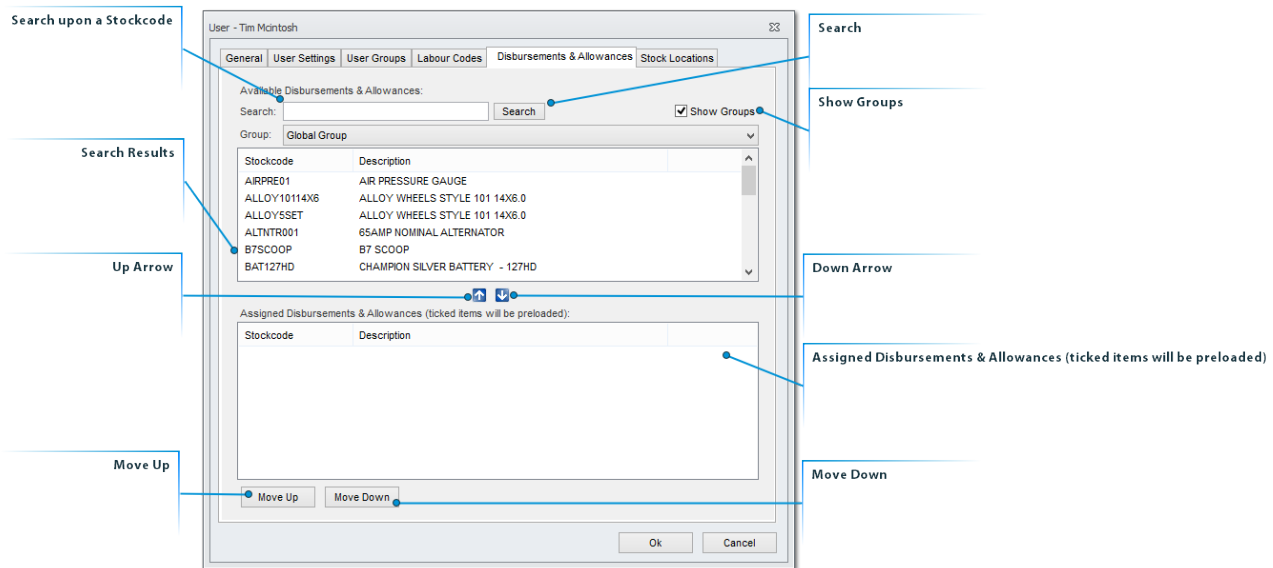 Search upon a Stockcode
User - Tim Mcintosh
Search
General User Settings User Groups Labour Codes Disbursements & Allowances Stock Locations
Available Disbursements & Allowances:
Search: Search Show Groups
Show Groups
Group: Global Group
Search Results
Stockcode Description
AIRPRE01 AIR PRESSURE GAUGE
ALLOY10114X6 ALLOY WHEELS STYLE 101 14X6.0
ALLOY5SET ALLOY WHEELS STYLE 101 14X6.0
ALTNTR001 65AMP NOMINAL ALTERNATOR
B7SCOOP B7 SCOOP
BAT127HD CHAMPION SILVER BATTERY - 127HD
Up Arrow
Down Arrow
Assigned Disbursements & Allowances (ticked items will be preloaded):
Stockcode Description
Assigned Disbursements & Allowances (ticked items will be preloaded)
Move Up
Move Down
Move Up Move Down
Ok Cancel